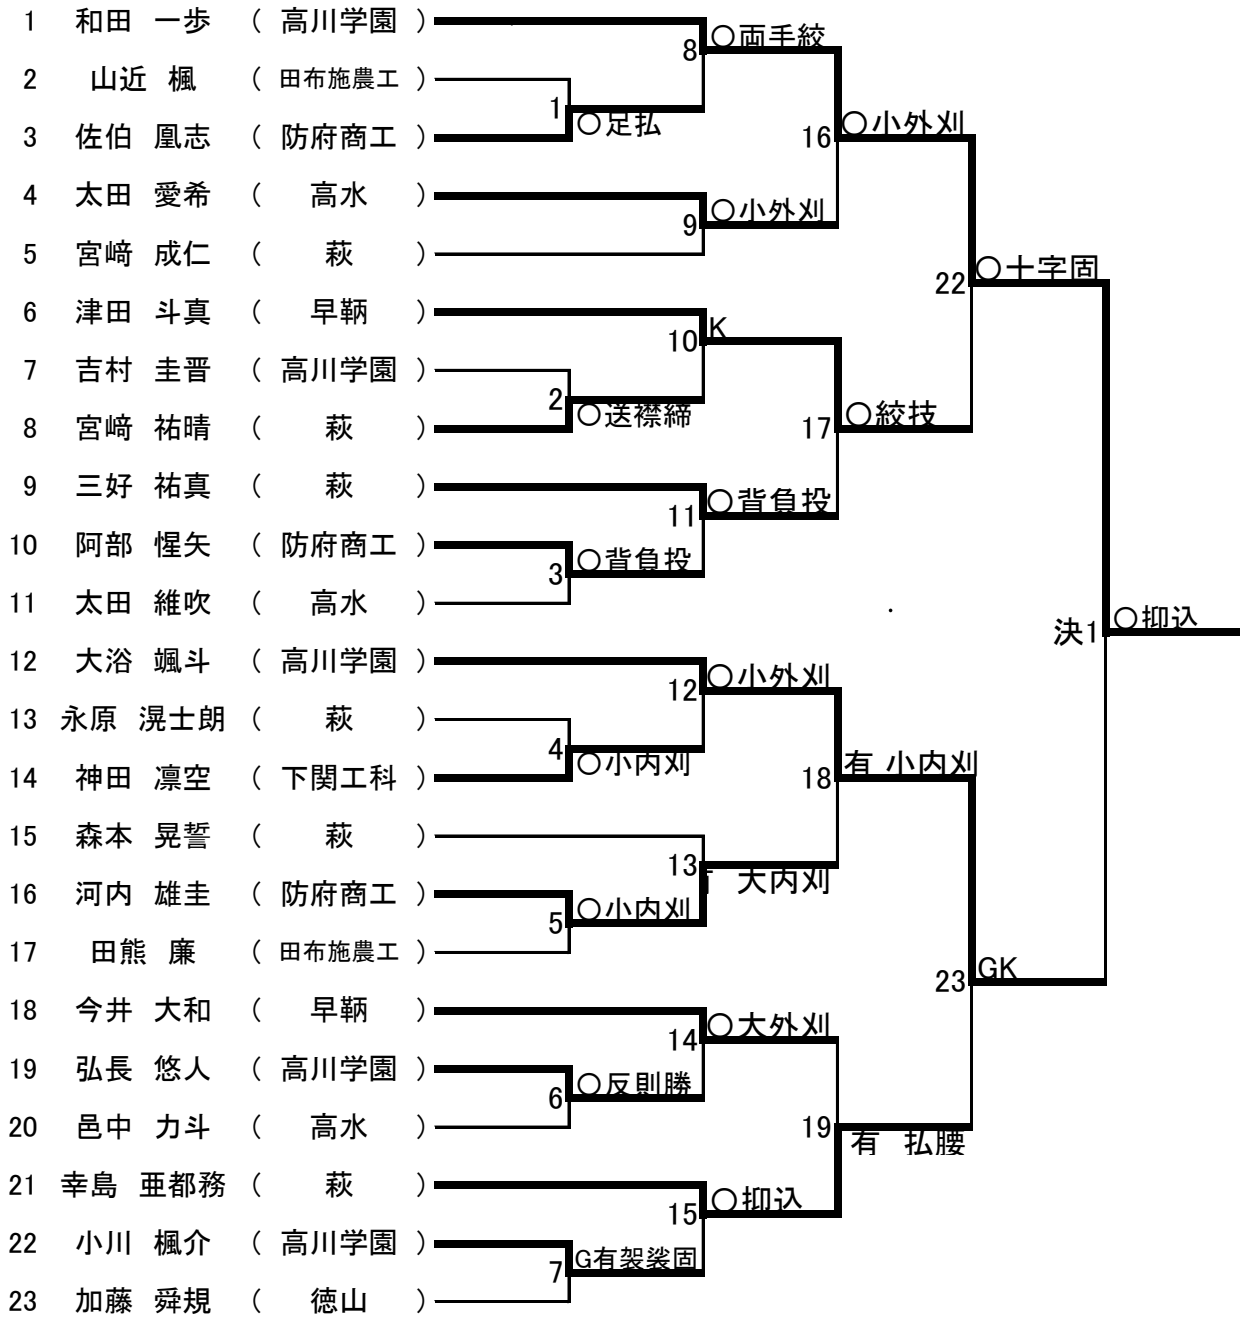 1 和田 一歩 ( 高川学園 )
8 ○両手絞
2 山近 楓 ( 田布施農工 )
1 ○足払
3 佐伯 凰志 ( 防府商工 )
16 ○小外刈
4 太田 愛希 ( 高水 )
9 ○小外刈
5 宮﨑 成仁 ( 萩 )
22 ○十字固
6 津田 斗真 ( 早鞆 )
10 K
7 吉村 圭晋 ( 高川学園 )
2 ○送襟締
8 宮﨑 祐晴 ( 萩 )
17 ○絞技
9 三好 祐真 ( 萩 )
11 ○背負投
10 阿部 惺矢 ( 防府商工 )
3 ○背負投
11 太田 維吹 ( 高水 )
決1 ○抑込
12 大浴 颯斗 ( 高川学園 )
12 ○小外刈
13 永原 滉士朗 ( 萩 )
4 ○小内刈
14 神田 凛空 ( 下関工科 )
18 有 小内刈
15 森本 晃誓 ( 萩 )
13 大内刈
16 河内 雄圭 ( 防府商工 )
5 ○小内刈
17 田熊 廉 ( 田布施農工 )
23 GK
18 今井 大和 ( 早鞆 )
14 ○大外刈
19 弘長 悠人 ( 高川学園 )
6 ○反則勝
20 邑中 力斗 ( 高水 )
19 有 払腰
21 幸島 亜都務 ( 萩 )
15 ○抑込
22 小川 楓介 ( 高川学園 )
7 G有袈裟固
23 加藤 舜規 ( 徳山 )